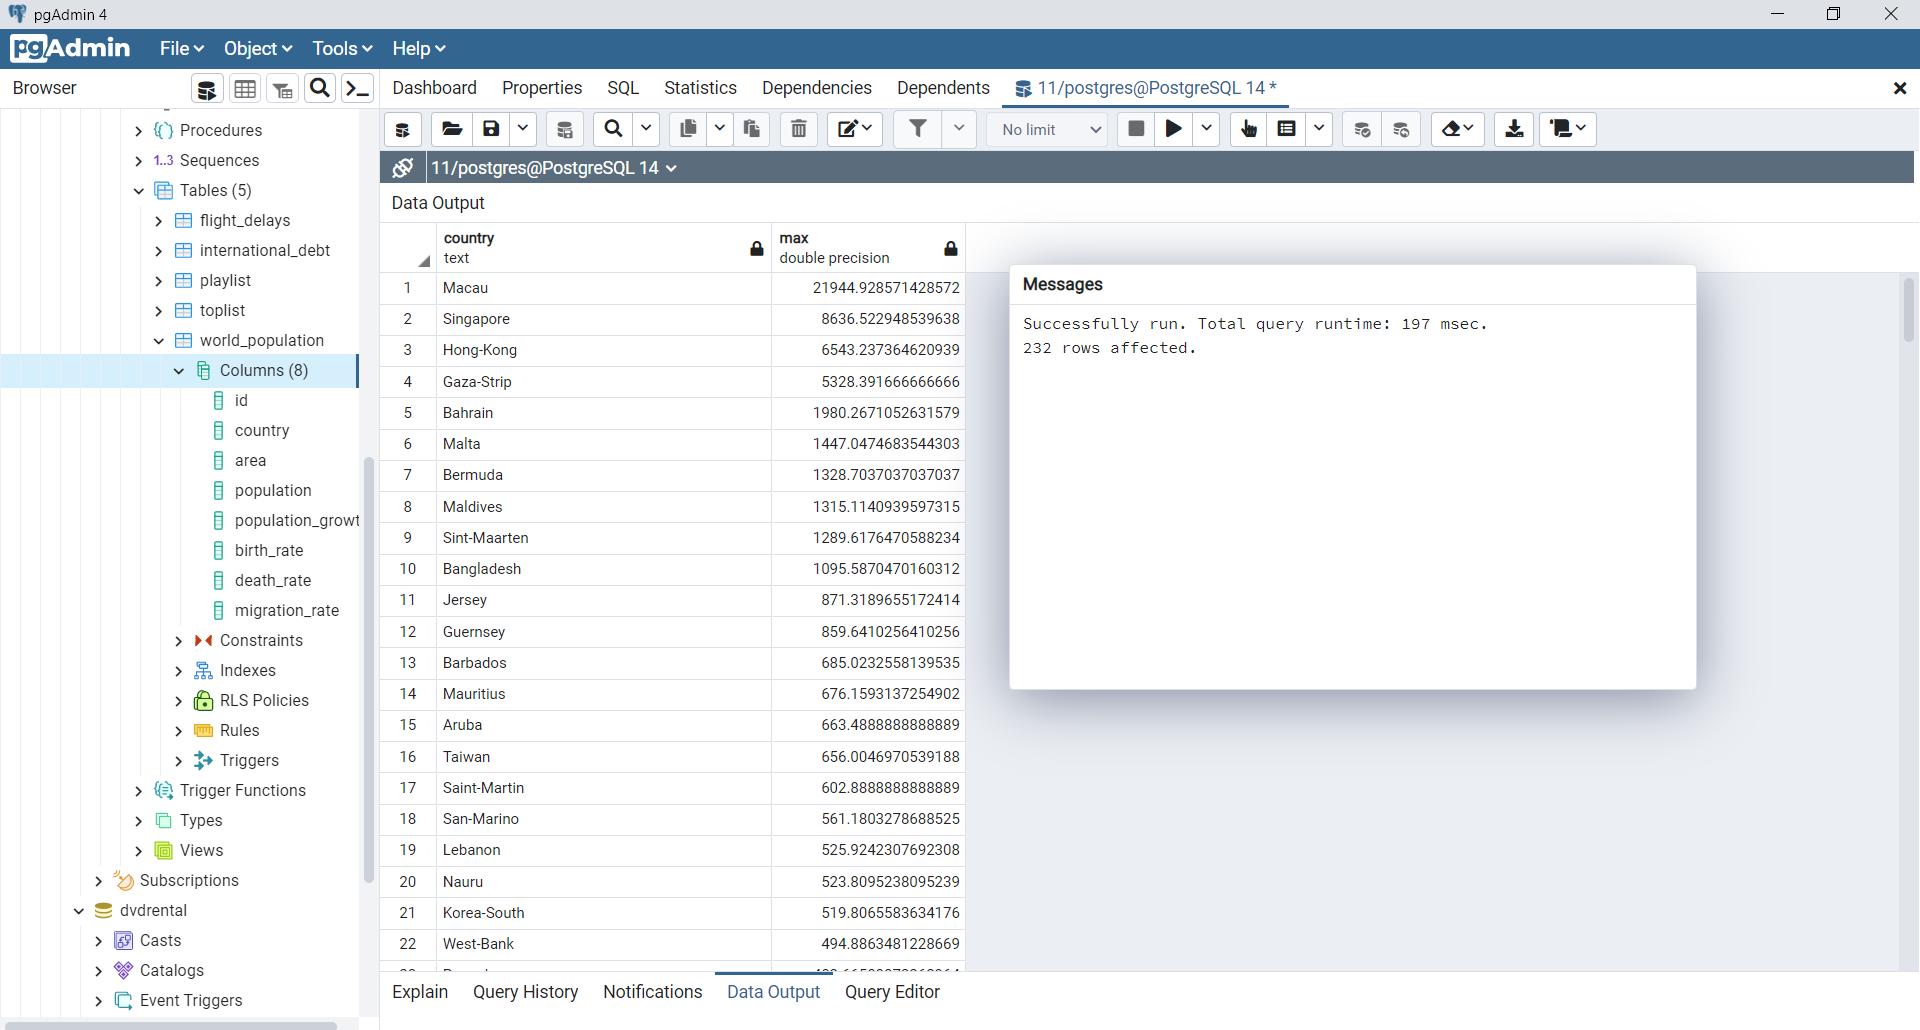 pgAdmin 4
pgAdmin File Object Tools Help
Browser
Dashboard Properties SQL Statistics Dependencies Dependents 11/postgres@PostgreSQL 14 *
Procedures
1..3 Sequences
Tables (5)
flight_delays
international_debt
playlist
toplist
world_population
Columns (8)
id
country
area
population
population_growt
birth_rate
death_rate
migration_rate
Constraints
Indexes
RLS Policies
Rules
Triggers
Trigger Functions
Types
Views
Subscriptions
dvdrental
Casts
Catalogs
Event Triggers
No limit
11/postgres@PostgreSQL 14
Data Output
country max
text double precision
1 Macau 21944.928571428572
2 Singapore 8636.522948539638
3 Hong-Kong 6543.237364620939
4 Gaza-Strip 5328.391666666666
5 Bahrain 1980.2671052631579
6 Malta 1447.0474683544303
7 Bermuda 1328.7037037037037
8 Maldives 1315.1140939597315
9 Sint-Maarten 1289.6176470588234
10 Bangladesh 1095.5870470160312
11 Jersey 871.3189655172414
12 Guernsey 859.6410256410256
13 Barbados 685.0232558139535
14 Mauritius 676.1593137254902
15 Aruba 663.4888888888889
16 Taiwan 656.0046970539188
17 Saint-Martin 602.8888888888889
18 San-Marino 561.1803278688525
19 Lebanon 525.9242307692308
20 Nauru 523.8095238095239
21 Korea-South 519.8065583634176
22 West-Bank 494.8863481228669
Messages
Successfully run. Total query runtime: 197 msec.
232 rows affected.
Explain Query History Notifications Data Output Query Editor